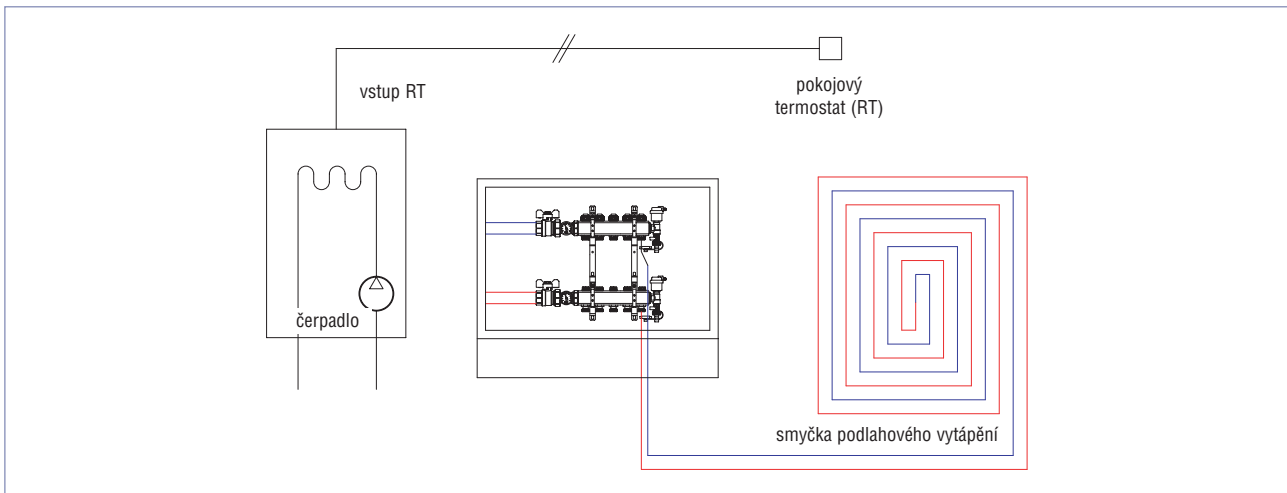 vstup RT
pokojový
termostat (RT)
čerpadlo
smyčka podlahového vytápění